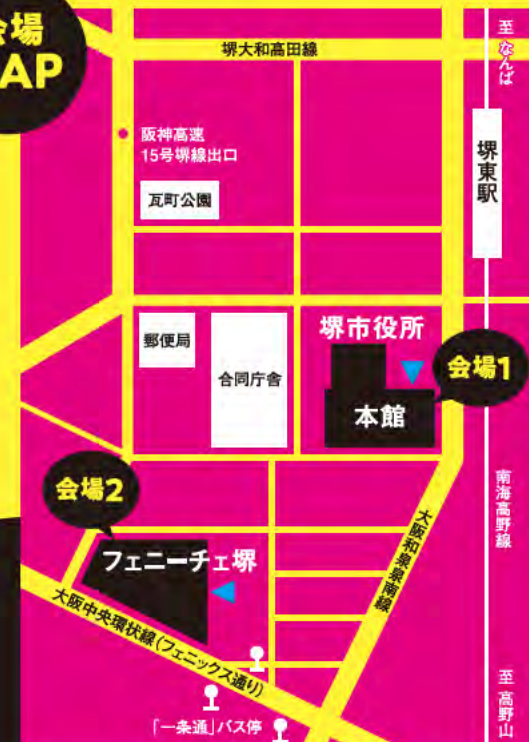 会場
MAP
堺大和高田線
至 なんば
阪神高速
15号堺線出口
堺東駅
瓦町公園
郵便局
合同庁舎
堺市役所
本館
会場1
会場2
フェニーチェ堺
南海高野線
大阪和泉泉南線
大阪中央環状線(フェニックス通り)
至 高野山
「一条通」バス停